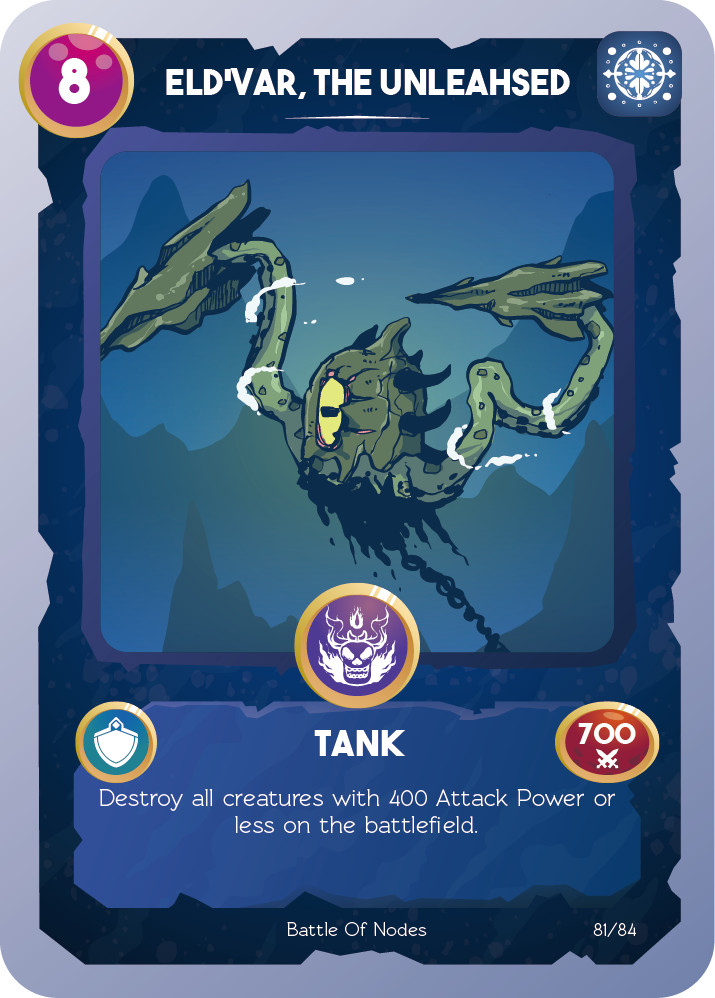 8
ELD'VAR, THE UNLEAHSED
TANK
700
Destroy all creatures with 400 Attack Power or
less on the battlefield.
Battle Of Nodes
81/84